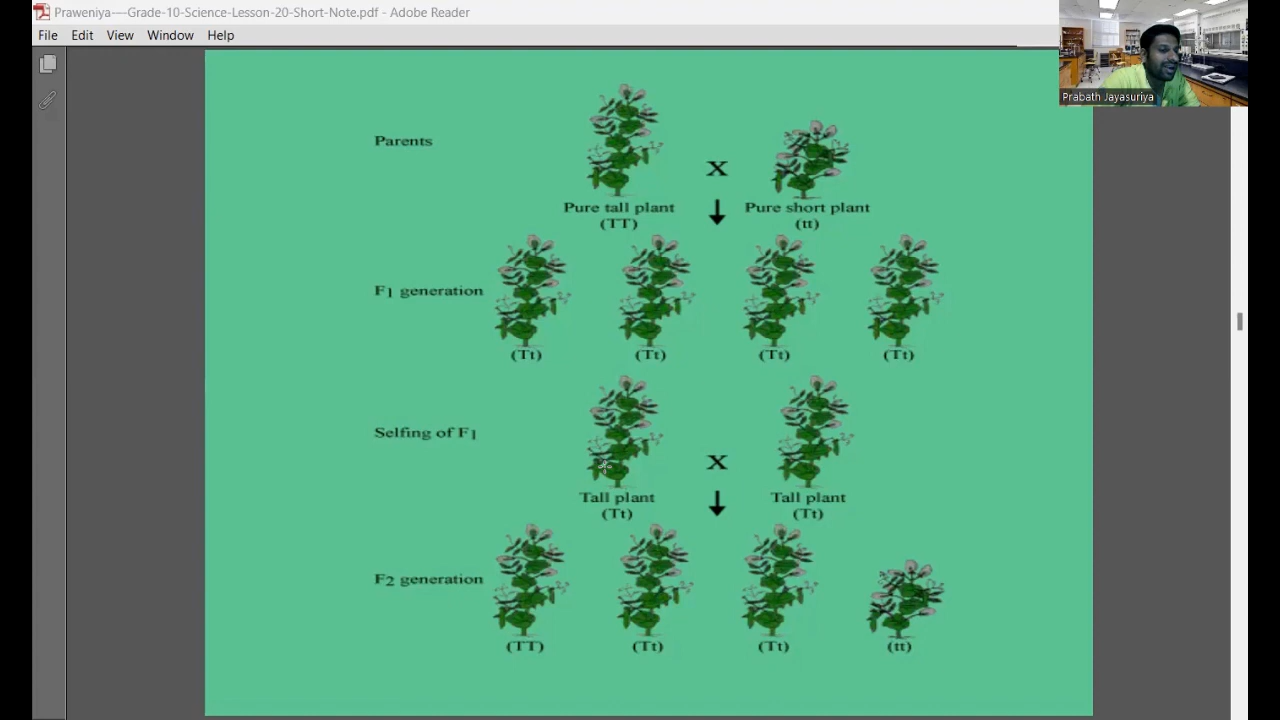 Praweniya----Grade-10-Science-Lesson-20-Short-Note.pdf - Adobe Reader
File Edit View Window Help
Prabath Jayasuriya
Parents
X
Pure tall plant
(TT)
Pure short plant
(tt)
F1 generation
(Tt) (Tt) (Tt) (Tt)
Selfing of F1
X
Tall plant
(Tt)
Tall plant
(Tt)
F2 generation
(TT) (Tt) (Tt) (tt)